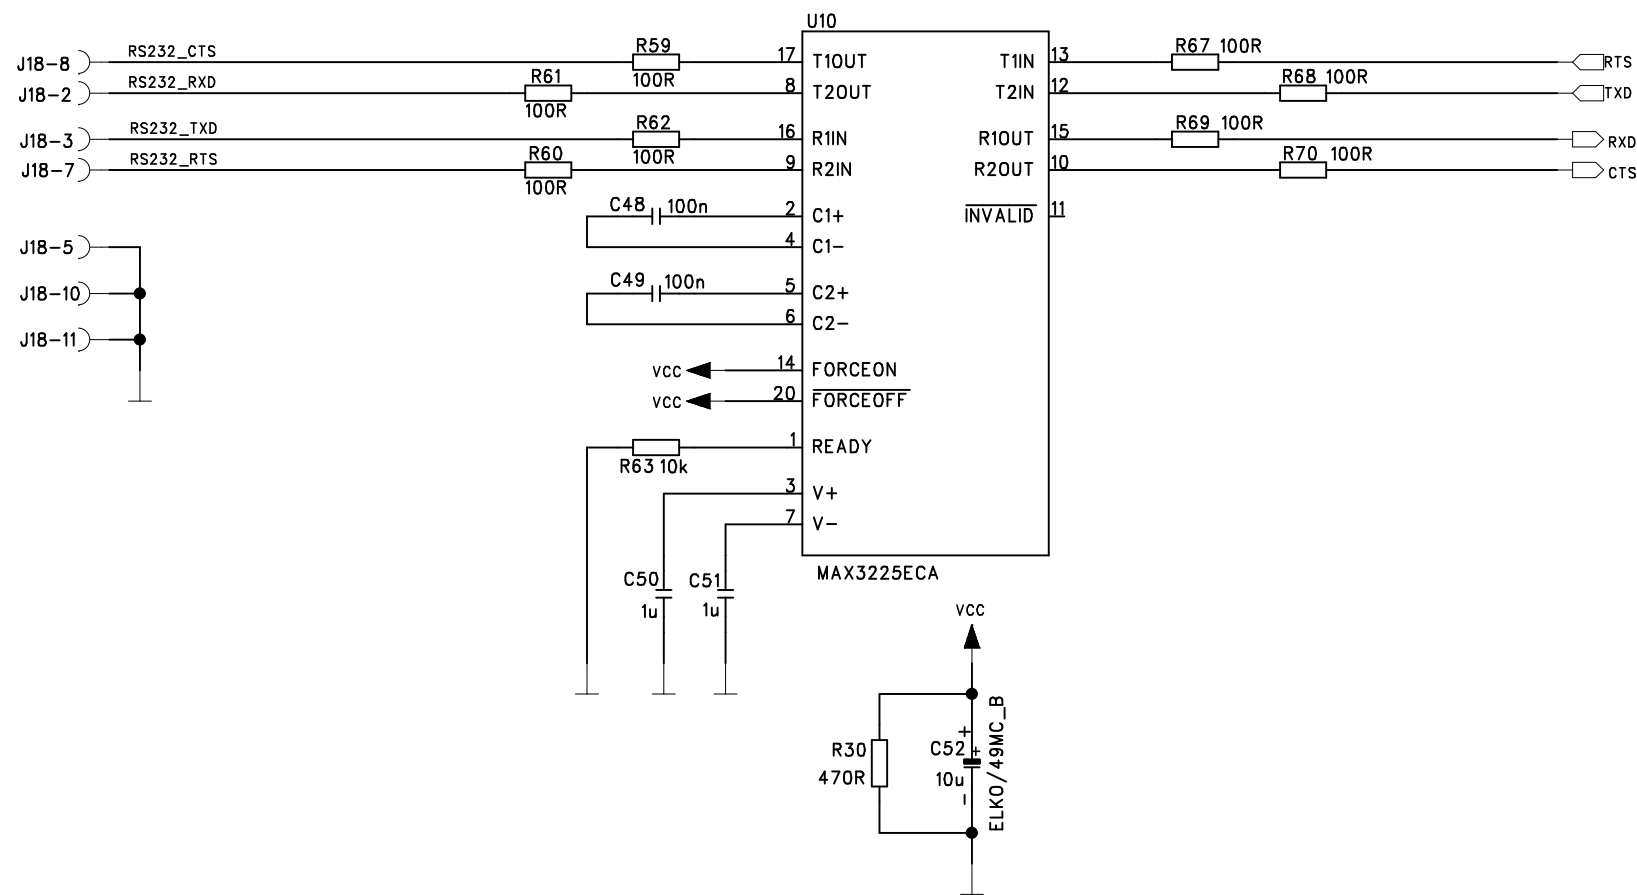 U10
J18-8 RS232_CTS R59 100R 17 T1OUT T1IN 13 R67 100R RTS
J18-2 RS232_RXD R61 100R 8 T2OUT T2IN 12 R68 100R TXD
J18-3 RS232_TXD R62 100R 16 R1IN R1OUT 15 R69 100R RXD
J18-7 RS232_RTS R60 100R 9 R2IN R2OUT 10 R70 100R CTS
C48 100n 2 C1+ INVALID 11
J18-5 4 C1-
J18-10 C49 100n 5 C2+
6 C2-
J18-11
VCC 14 FORCEON
VCC 20 FORCEOFF
1 READY
R63 10k
3 V+
7 V-
MAX3225ECA
C50 C51
1u 1u
VCC
R30 C52 +
470R 10u +
-
ELKO/49MC_B